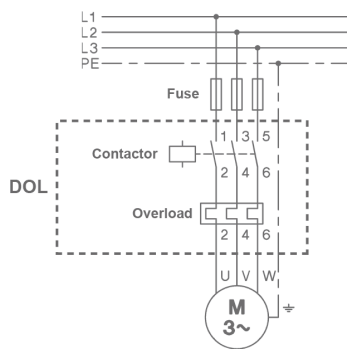 L1
L2
L3
PE
Fuse
1 3 5
Contactor
2 4 6
DOL
Overload
2 4 6
U V W
M
3~